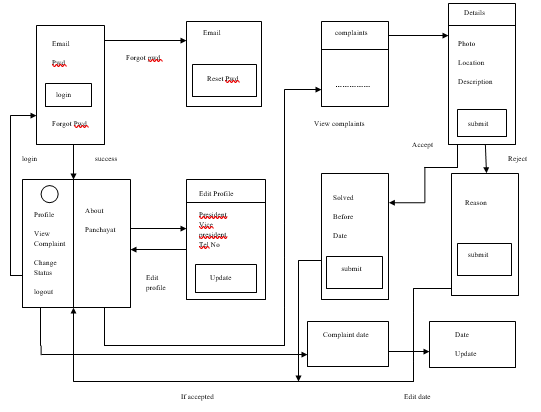 Email
Pwd
login
Forgot Pwd
Forgot pwd
Email
Reset Pwd
complaints
................
View complaints
Details
Photo
Location
Description
submit
Accept
Reject
login
success
Profile
View
Complaint
Change
Status
logout
About
Panchayat
Edit Profile
President
Vice
president
Tel No
Update
Edit
profile
Solved
Before
Date
submit
Reason
submit
Complaint date
Date
Update
If accepted
Edit date